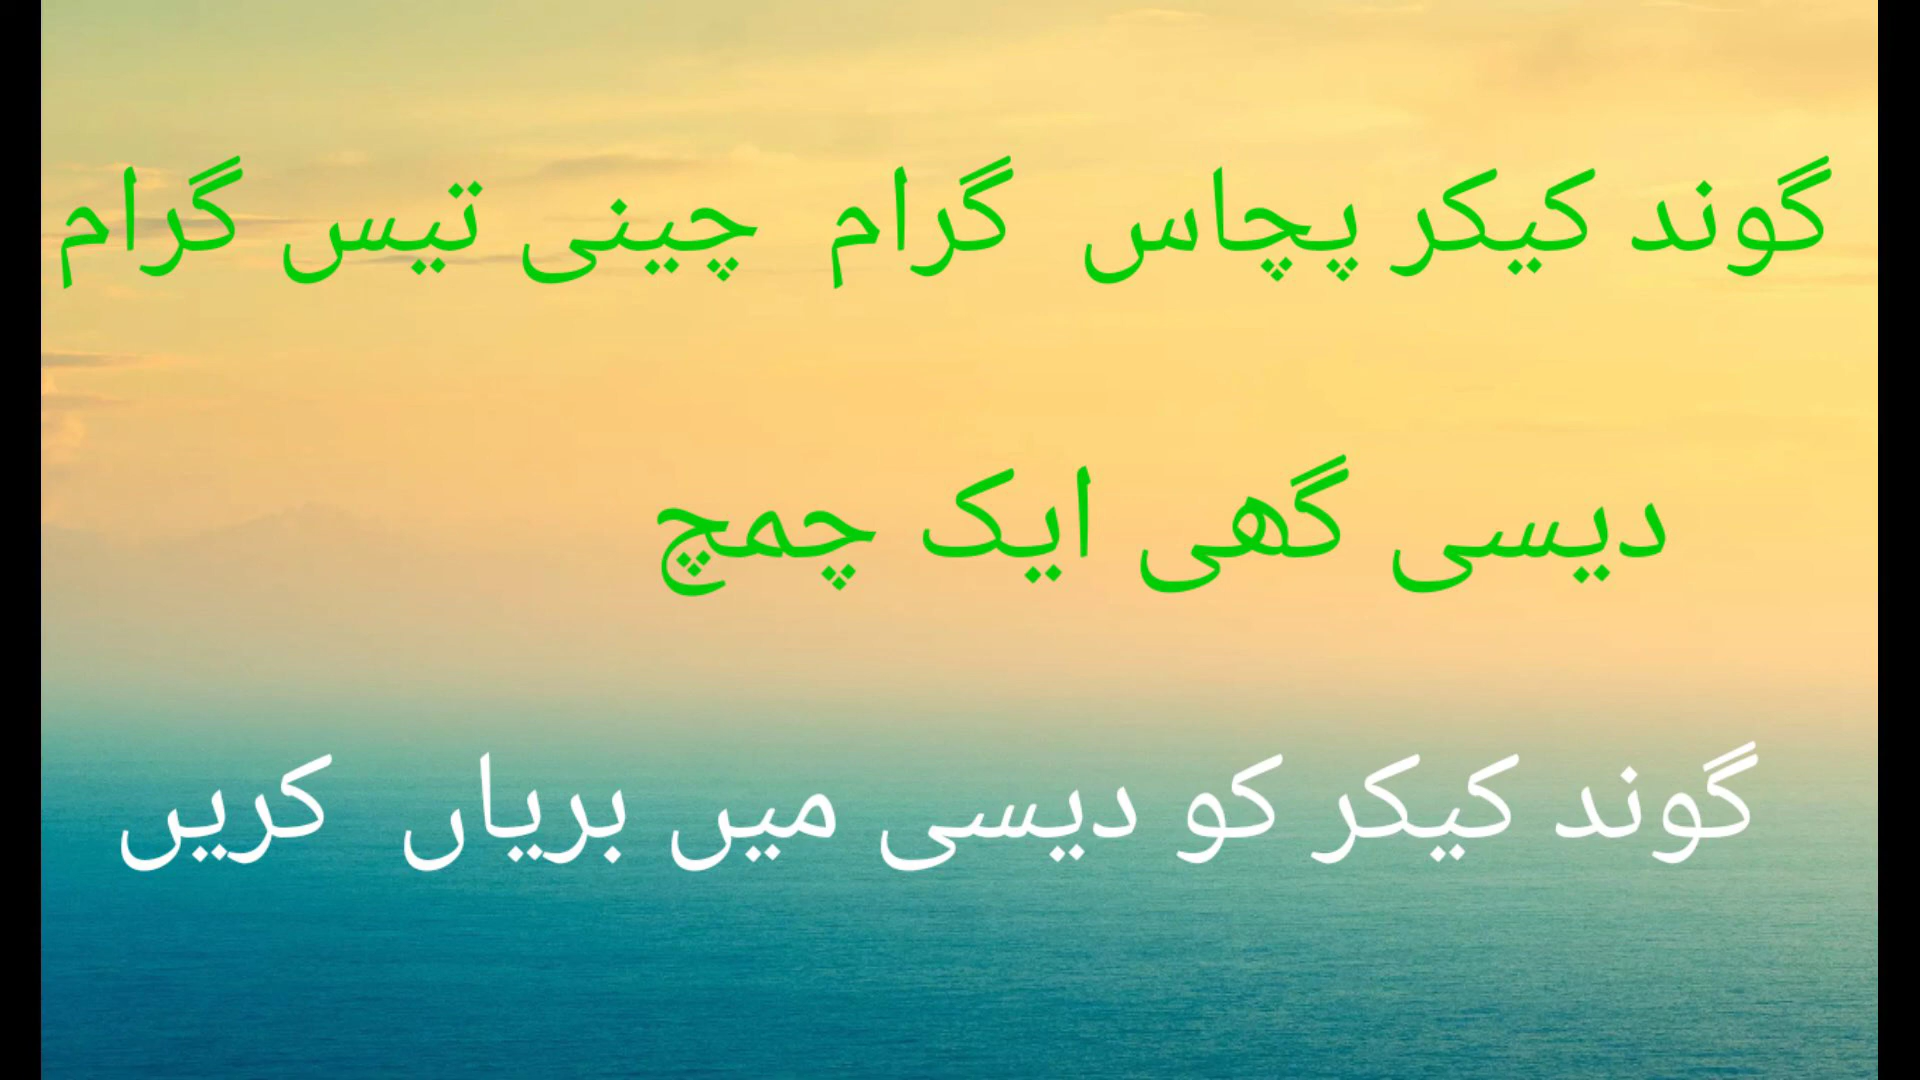 گوند کیکر پچاس گرام چینی تیس گرام
دیسی گھی ایک چمچ
گوند کیکر کو دیسی میں بریاں کریں